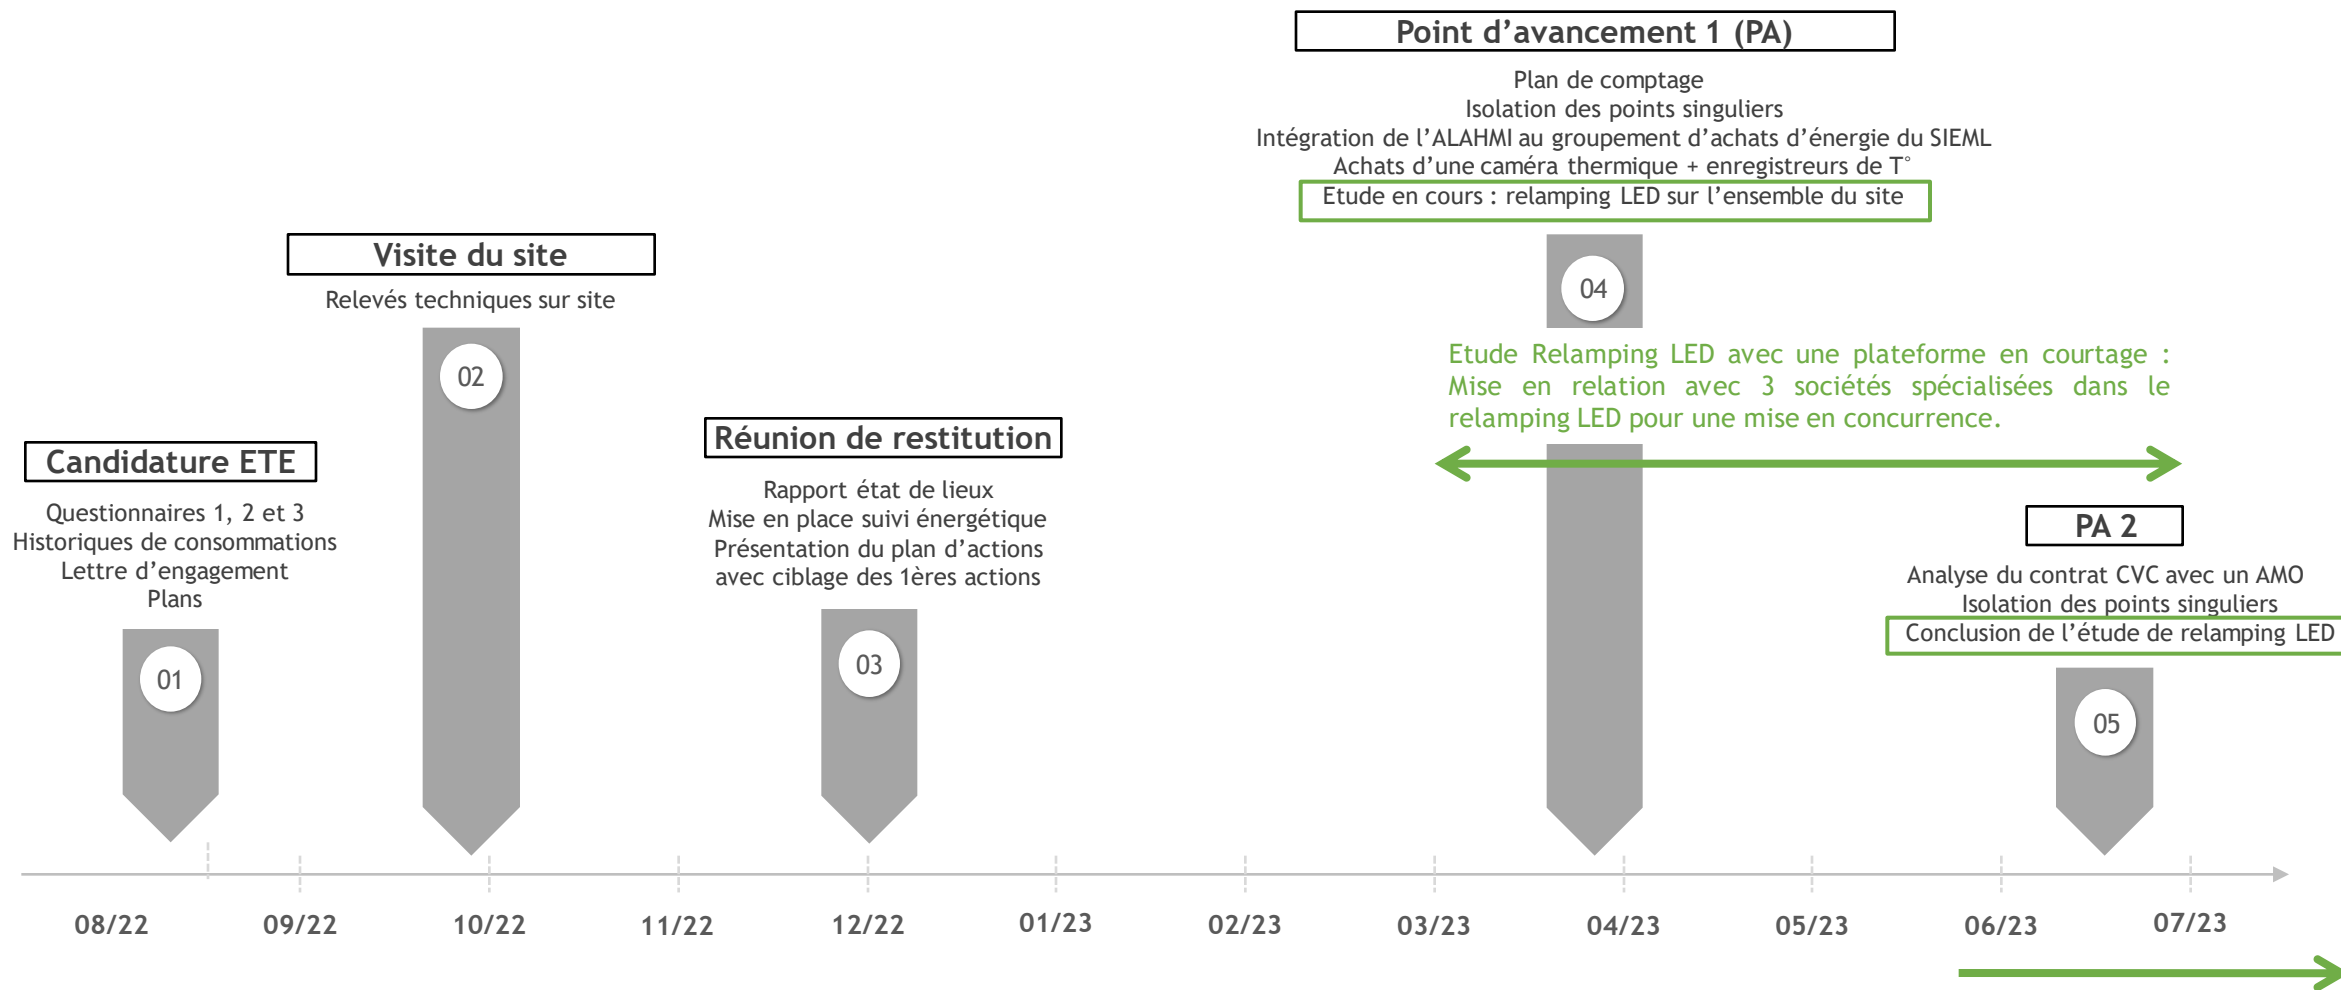 Point d’avancement 1 (PA)
Plan de comptage
Isolation des points singuliers
Intégration de l’ALAHMI au groupement d’achats d’énergie du SIEML
Achats d’une caméra thermique + enregistreurs de T°
Etude en cours : relamping LED sur l’ensemble du site
04
Etude Relamping LED avec une plateforme en courtage :
Mise en relation avec 3 sociétés spécialisées dans le
relamping LED pour une mise en concurrence.
Visite du site
Relevés techniques sur site
02
Candidature ETE
Questionnaires 1, 2 et 3
Historiques de consommations
Lettre d’engagement
Plans
01
Réunion de restitution
Rapport état de lieux
Mise en place suivi énergétique
Présentation du plan d’actions
avec ciblage des 1ères actions
03
PA 2
Analyse du contrat CVC avec un AMO
Isolation des points singuliers
Conclusion de l’étude de relamping LED
05
08/22
09/22
10/22
11/22
12/22
01/23
02/23
03/23
04/23
05/23
06/23
07/23